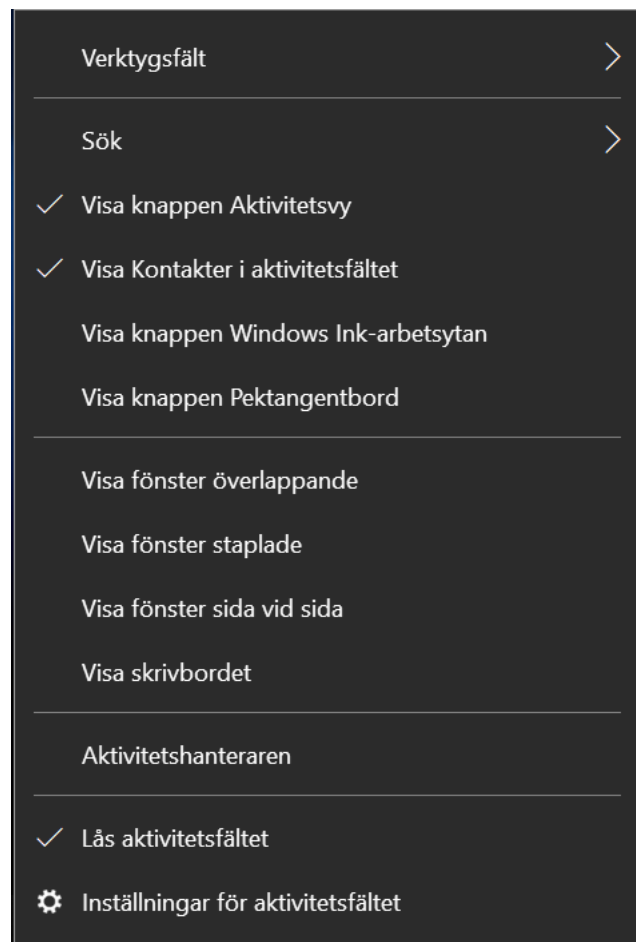 Verktygsfält
Sök
Visa knappen Aktivitetsvy
Visa Kontakter i aktivitetsfältet
Visa knappen Windows Ink-arbetsytan
Visa knappen Pektangentbord
Visa fönster överlappande
Visa fönster staplade
Visa fönster sida vid sida
Visa skrivbordet
Aktivitetshanteraren
Lås aktivitetsfältet
Inställningar för aktivitetsfältet